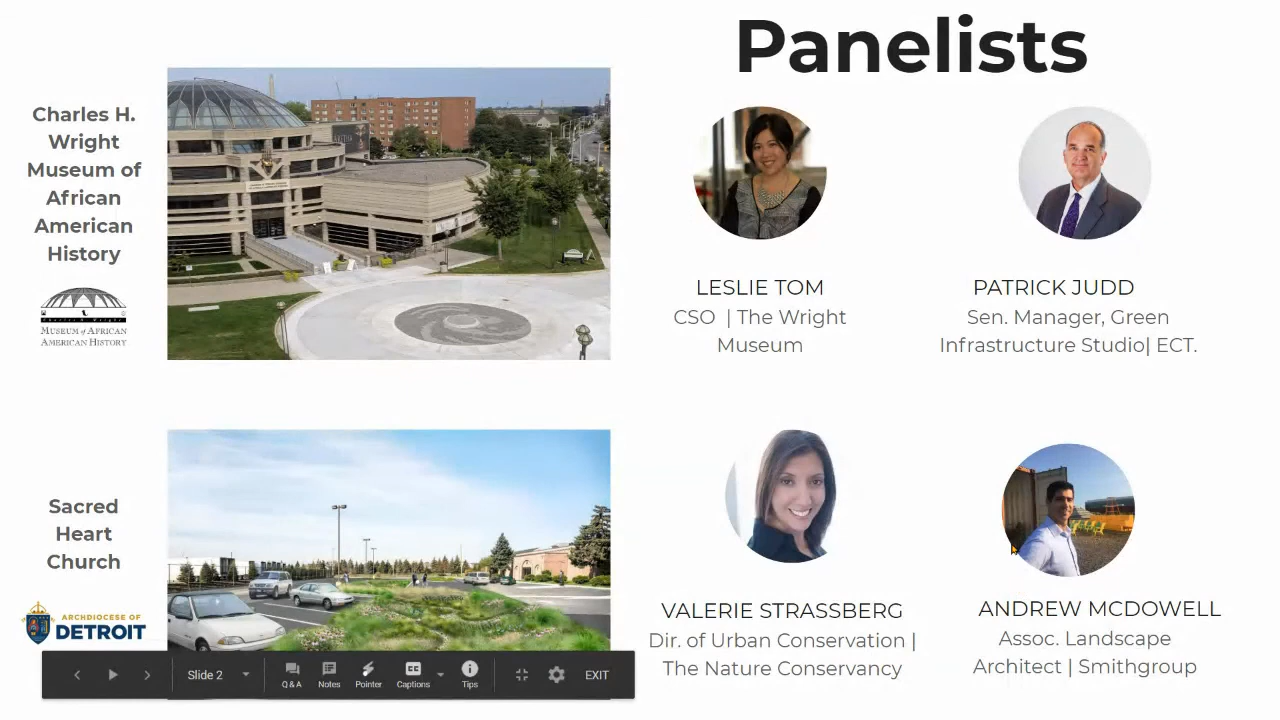 Panelists
Charles H.
Wright
Museum of
African
American
History
MUSEUM of AFRICAN
AMERICAN HISTORY
LESLIE TOM
CSO | The Wright
Museum
PATRICK JUDD
Sen. Manager, Green
Infrastructure Studio| ECT.
Sacred
Heart
Church
ARCHDIOCESE OF
DETROIT
VALERIE STRASSBERG
Dir. of Urban Conservation |
The Nature Conservancy
ANDREW MCDOWELL
Assoc. Landscape
Architect | Smithgroup
Slide 2
Q & A
Notes
Pointer
Captions
Tips
EXIT